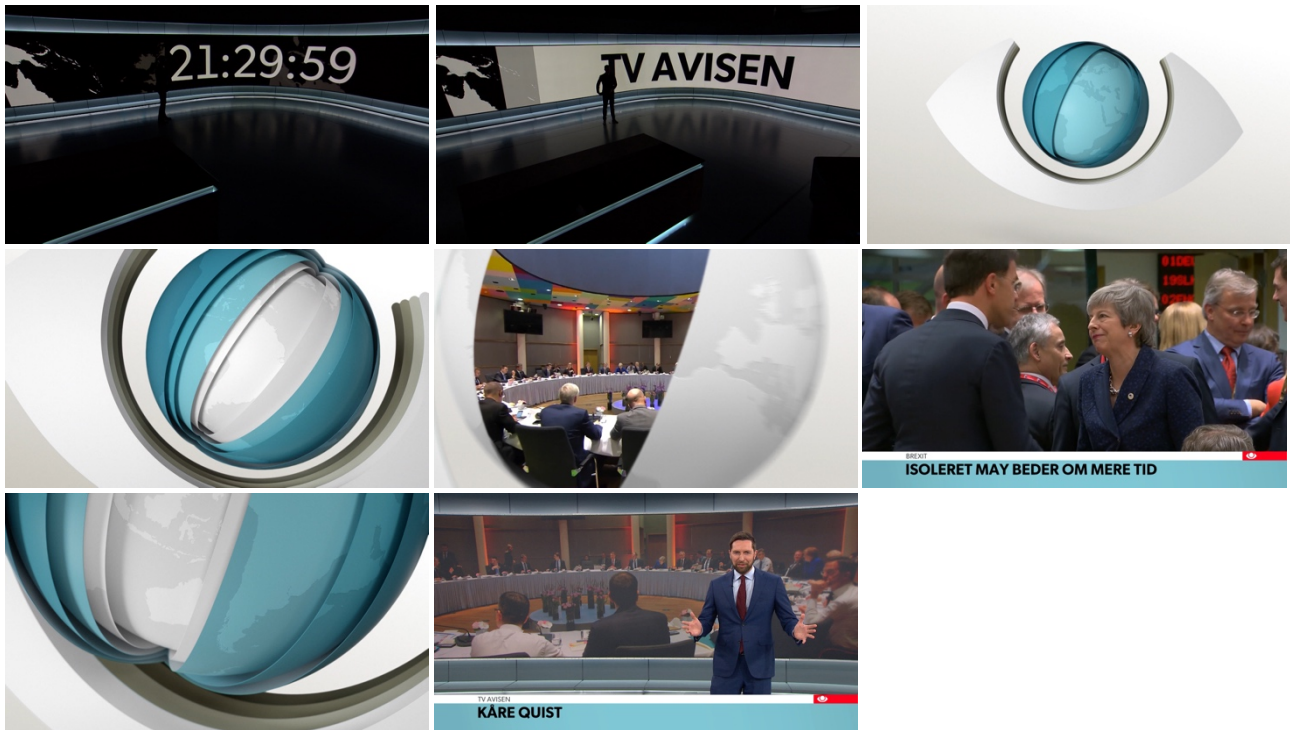 21:29:59
TV AVISEN
BREXIT
ISOLERET MAY BEDER OM MERE TID
TV AVISEN
KÅRE QUIST